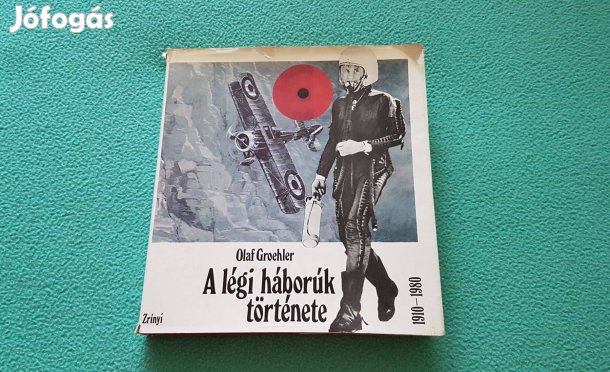 Jófogás
Olaf Groehler
A légi háborúk
története
1910-1980
Zrínyi